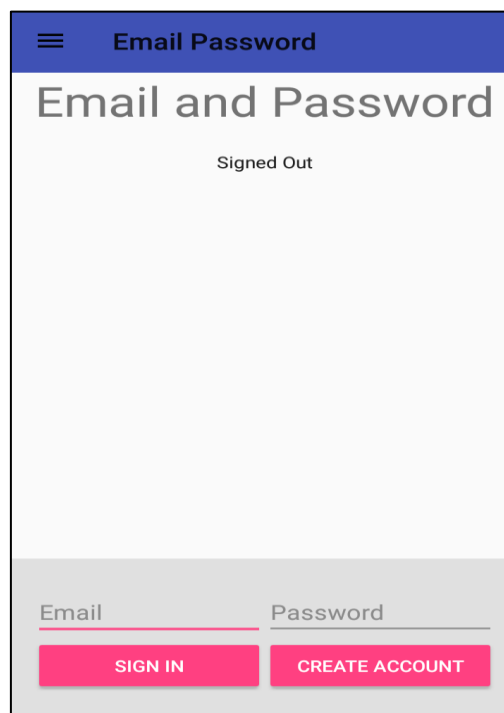 Email Password
Email and Password
Signed Out
Email Password
SIGN IN CREATE ACCOUNT